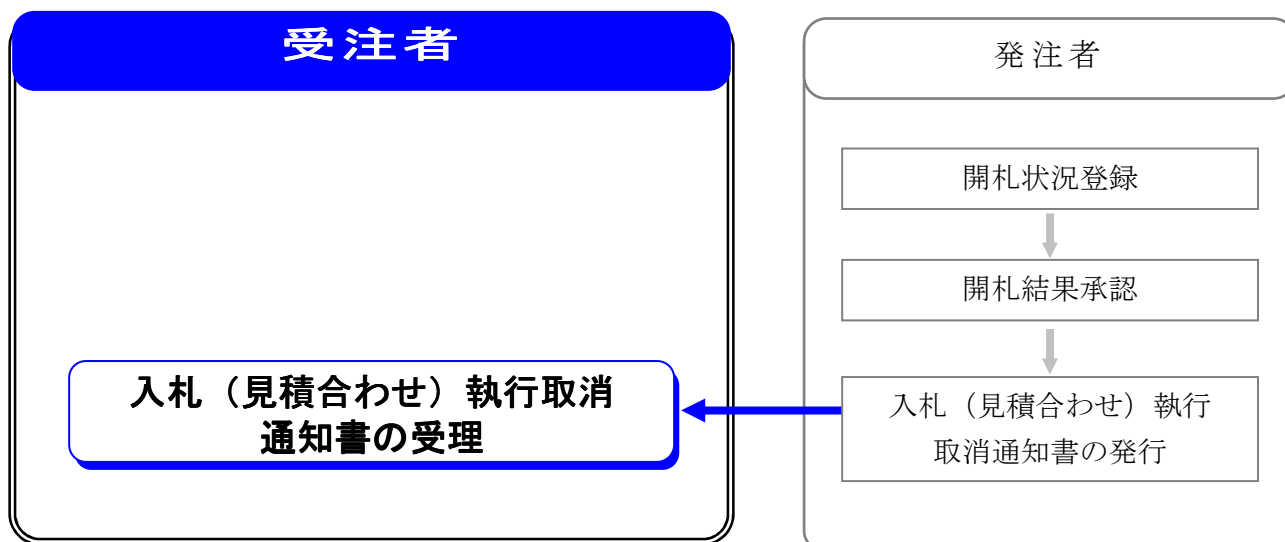 受注者
発注者
開札状況登録
開札結果承認
入札（見積合わせ）執行取消
通知書の受理
入札（見積合わせ）執行
取消通知書の発行